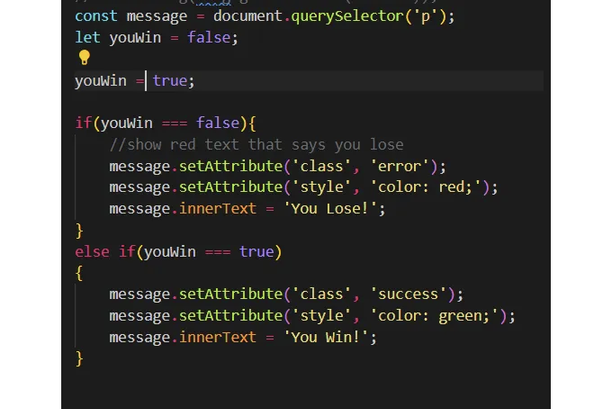 const message = document.querySelector('p');
let youWin = false;
youWin = true;
if(youWin === false){
//show red text that says you lose
message.setAttribute('class', 'error');
message.setAttribute('style', 'color: red;');
message.innerText = 'You Lose!';
}
else if(youWin === true)
{
message.setAttribute('class', 'success');
message.setAttribute('style', 'color: green;');
message.innerText = 'You Win!';
}